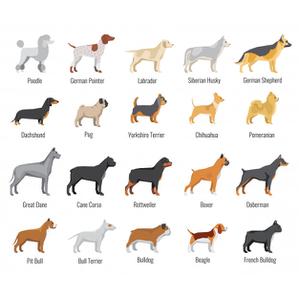 Poodle German Pointer Labrador Siberian Husky German Shepherd
Dachshund Pug Yorkshire Terrier Chihuahua Pomeranian
Great Dane Cane Corso Rottweiler Boxer Doberman
Pit Bull Bull Terrier Bulldog Beagle French Bulldog